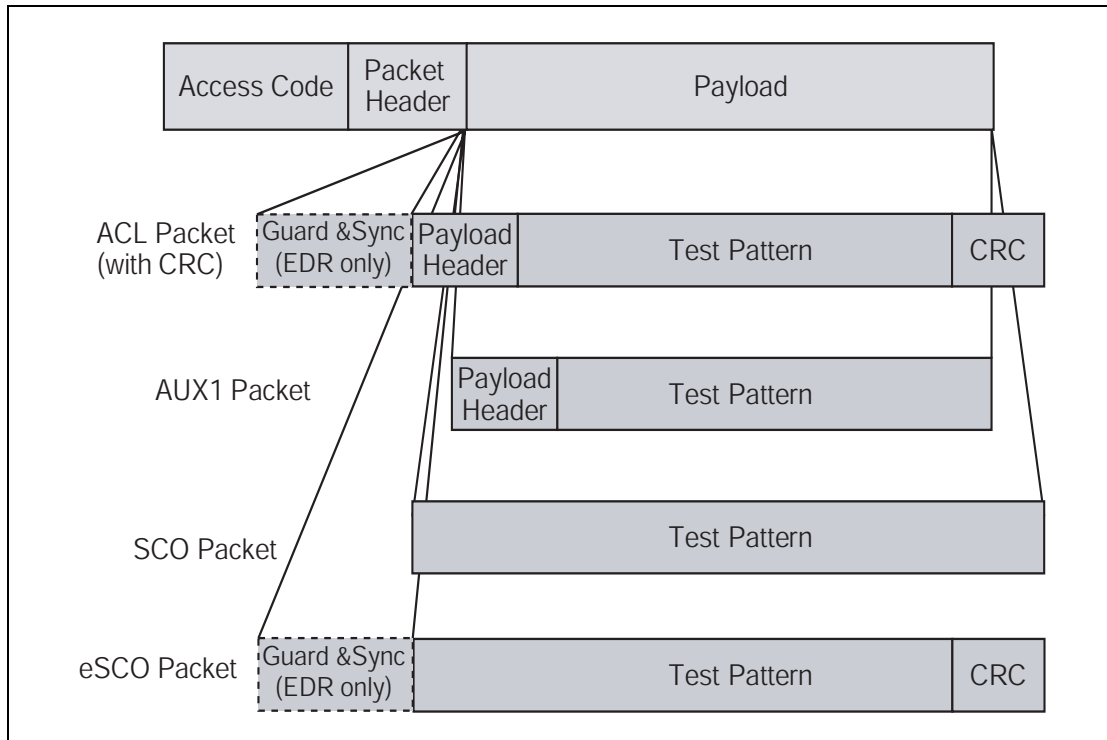 Access Code
Packet
Header
Payload
ACL Packet
(with CRC)
Guard &Sync
(EDR only)
Payload
Header
Test Pattern
CRC
AUX1 Packet
Payload
Header
Test Pattern
SCO Packet
Test Pattern
eSCO Packet
Guard &Sync
(EDR only)
Test Pattern
CRC